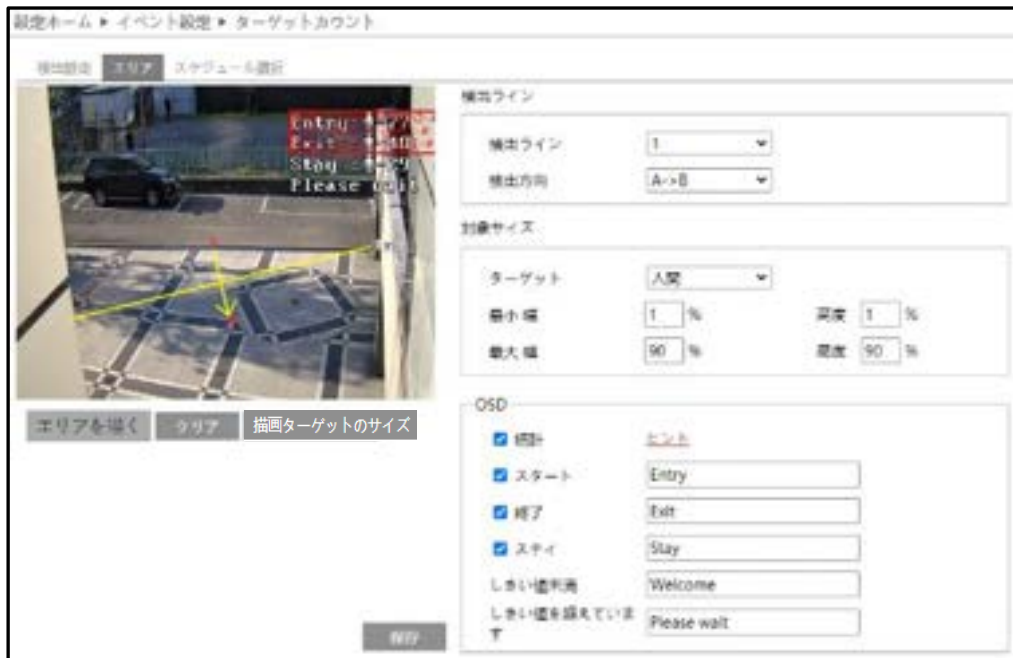 設定ホーム ▶ イベント設定 ▶ ターゲットカウント
検出設定 エリア スケジュール選択
Entry
Exit
Stay
Please wait
エリアを描く クリア 描画ターゲットのサイズ
保存
検出ライン
検出ライン 1
検出方向 A->B
対象サイズ
ターゲット 人間
最小 幅 1 % 高度 1 %
最大 幅 90 % 高度 90 %
OSD
統計 ヒント
スタート Entry
終了 Exit
スティ Stay
しきい値未満 Welcome
しきい値を超えています Please wait